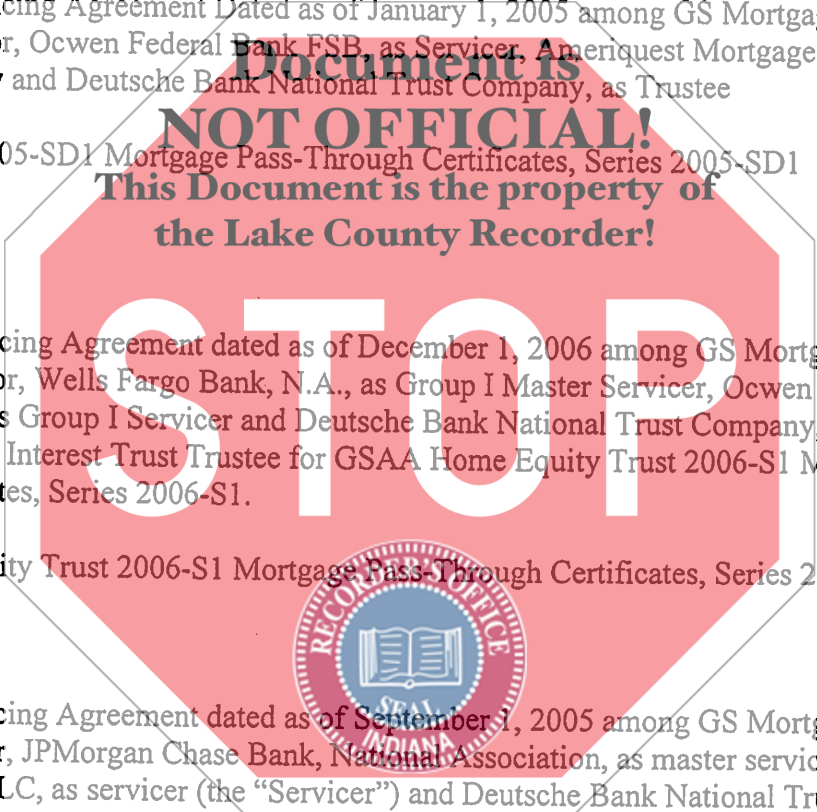 cing Agreement Dated as of January 1, 2005 among GS Mortga
r, Ocwen Federal Bank FSB, as Servicer, Ameriquest Mortgage
Document is
and Deutsche Bank National Trust Company, as Trustee
NOT OFFICIAL!
05-SD1 Mortgage Pass-Through Certificates, Series 2005-SD1
This Document is the property of
the Lake County Recorder!
STOP
cing Agreement dated as of December 1, 2006 among GS Mortg
r, Wells Fargo Bank, N.A., as Group I Master Servicer, Ocwen
s Group I Servicer and Deutsche Bank National Trust Company,
Interest Trust Trustee for GSAA Home Equity Trust 2006-S1 M
tes, Series 2006-S1.
ity Trust 2006-S1 Mortgage Pass-Through Certificates, Series 2
RECORDER'S OFFICE
SEAL
INDIANA
cing Agreement dated as of September 1, 2005 among GS Mortg
r, JPMorgan Chase Bank, National Association, as master servic
LC, as servicer (the “Servicer”) and Deutsche Bank National Tru